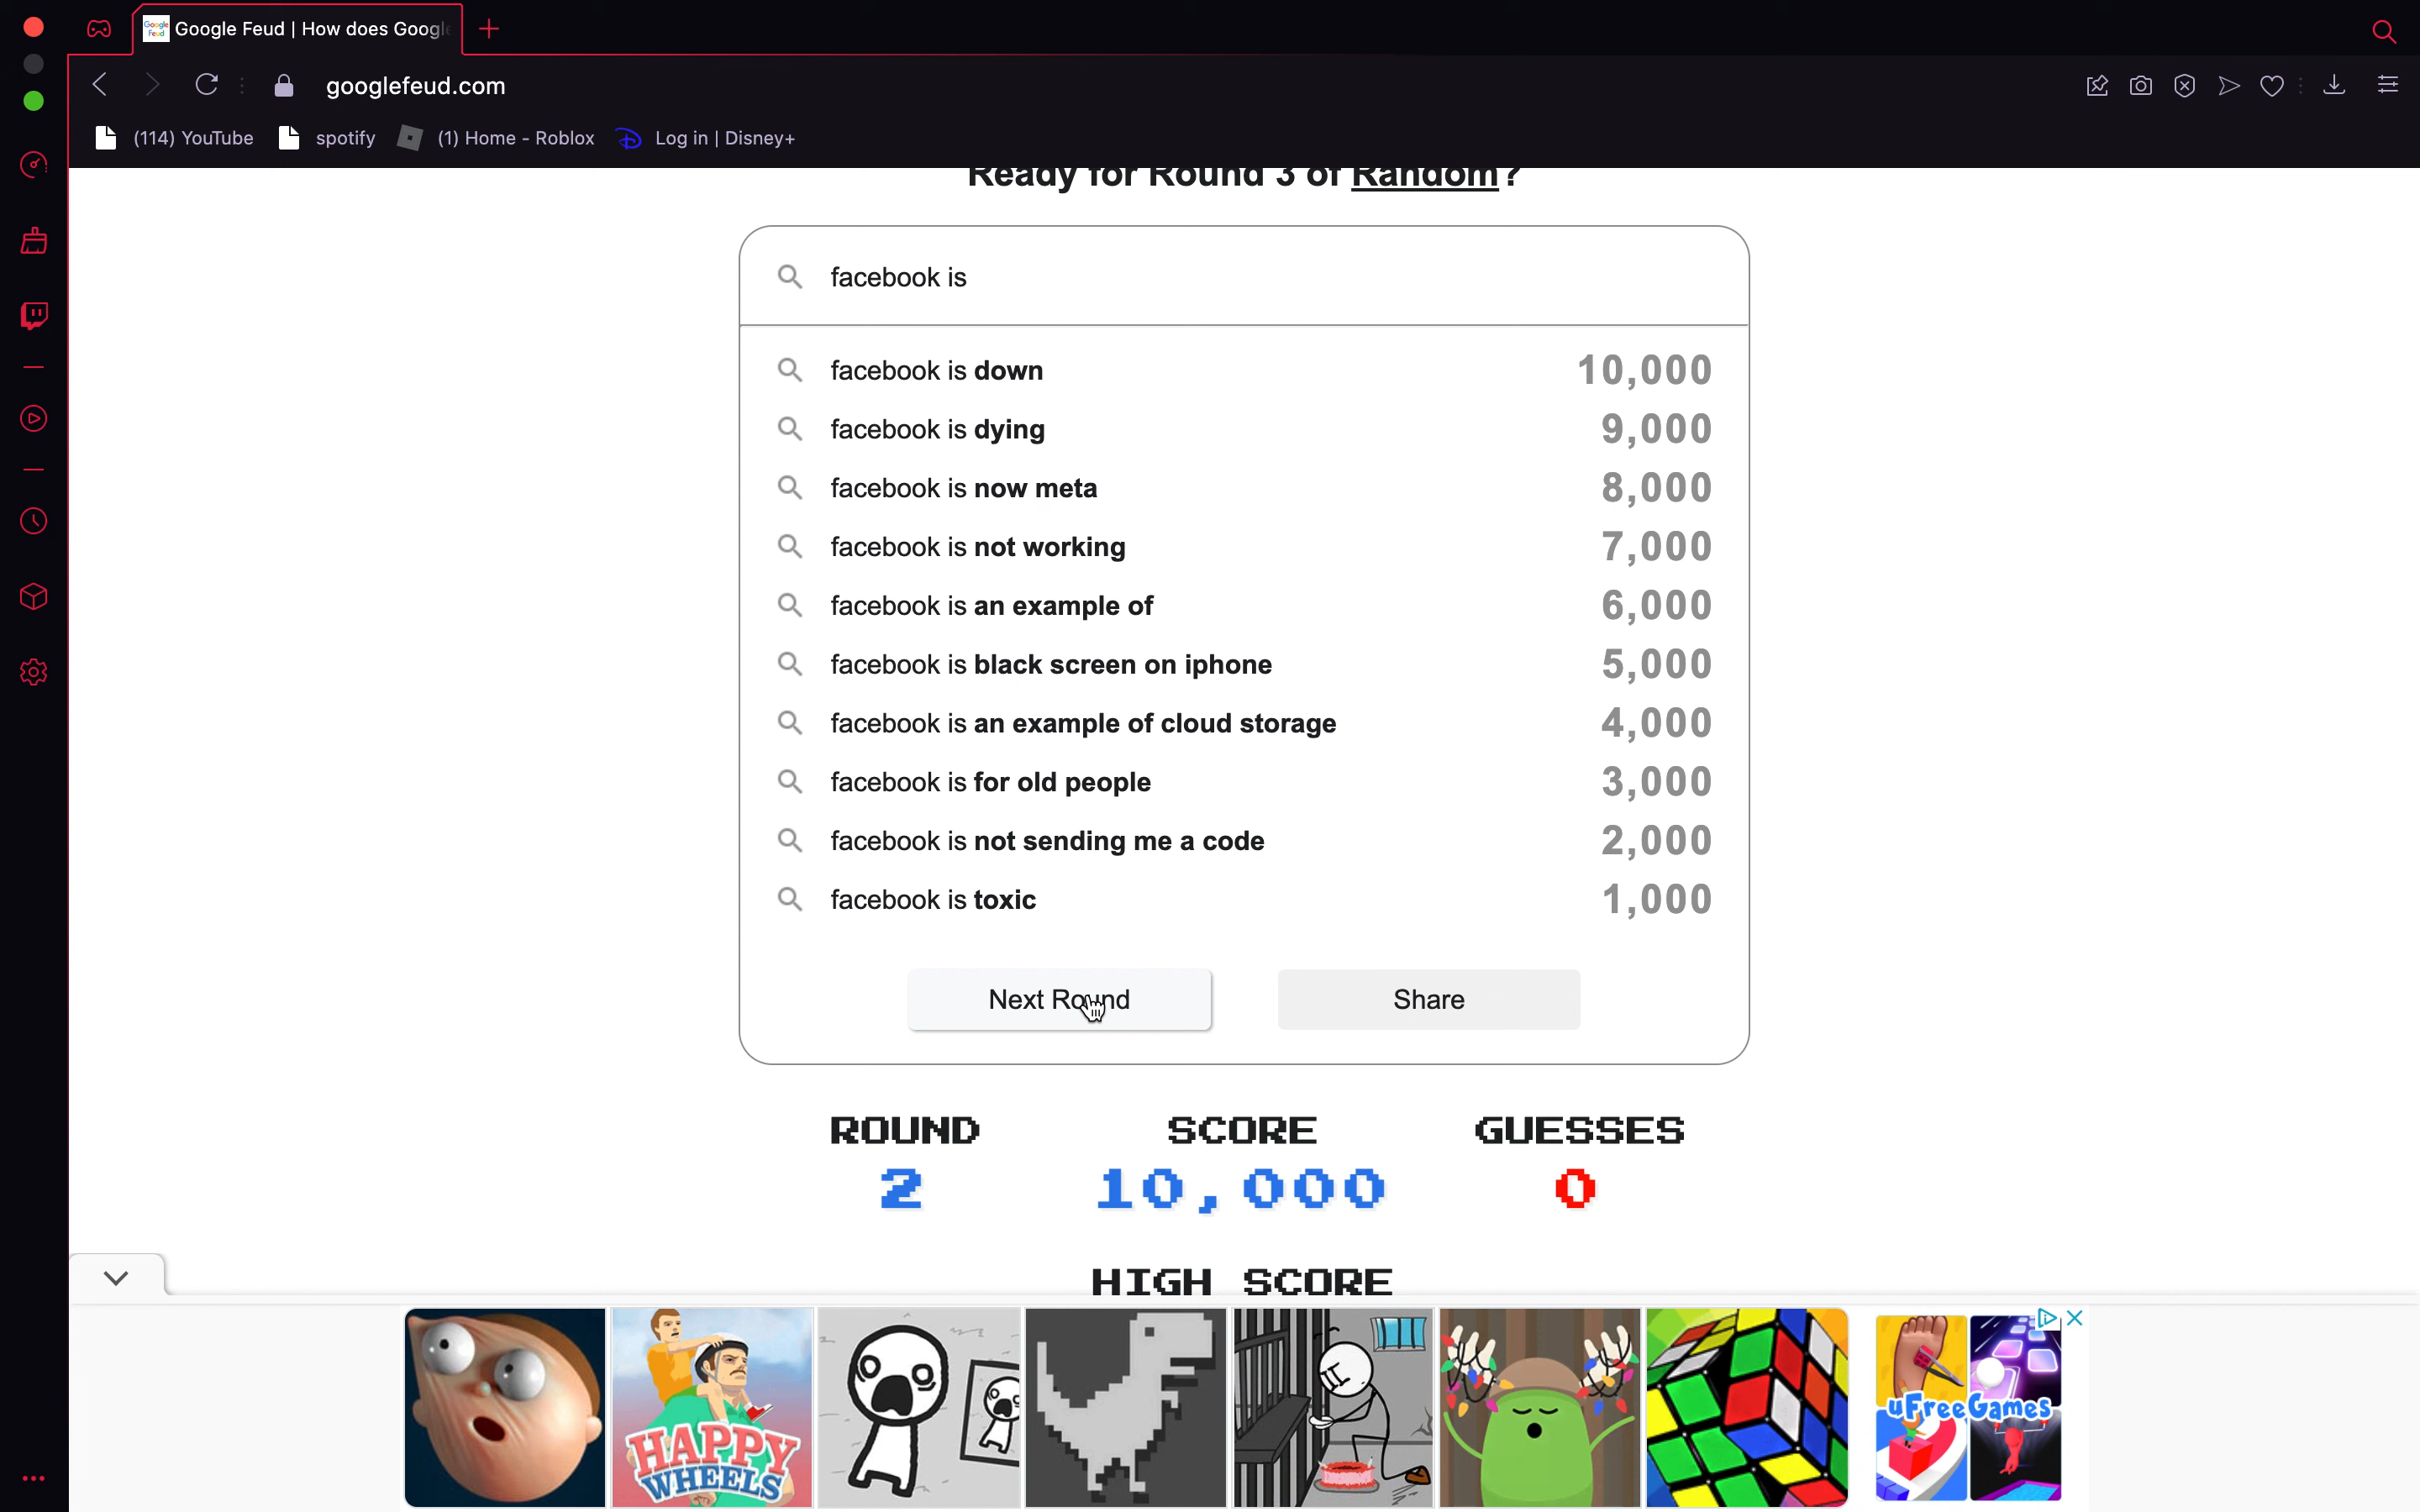 Google Feud | How does Googl
googlefeud.com
(114) YouTube
spotify
(1) Home - Roblox
Log in | Disney+
Ready for Round 3 of Random?
facebook is
facebook is down 10,000
facebook is dying 9,000
facebook is now meta 8,000
facebook is not working 7,000
facebook is an example of 6,000
facebook is black screen on iphone 5,000
facebook is an example of cloud storage 4,000
facebook is for old people 3,000
facebook is not sending me a code 2,000
facebook is toxic 1,000
Next Round Share
ROUND SCORE GUESSES
2 10,000 0
HIGH SCORE
HAPPY WHEELS
uFreeGames